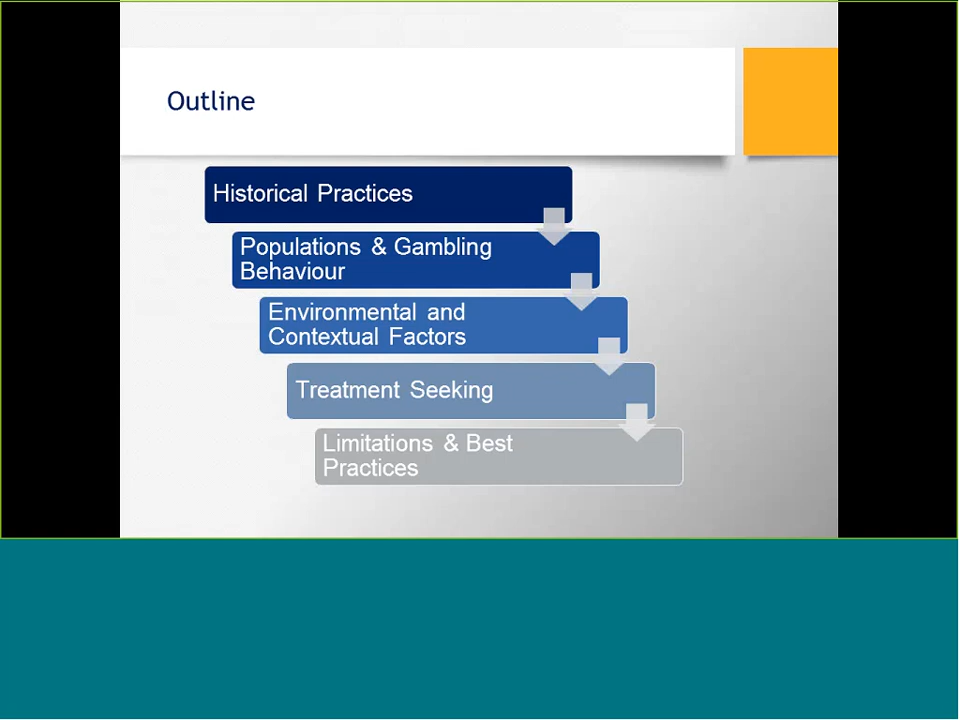 Outline
Historical Practices
Populations & Gambling
Behaviour
Environmental and
Contextual Factors
Treatment Seeking
Limitations & Best
Practices